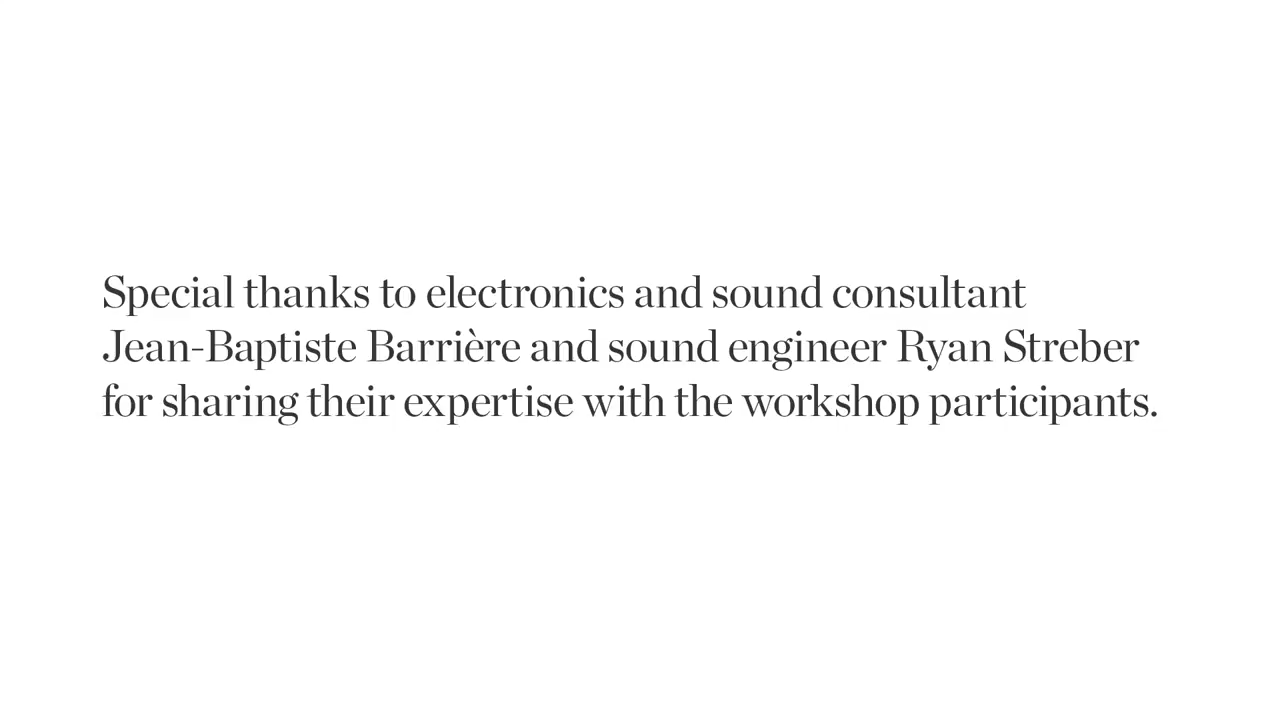 Special thanks to electronics and sound consultant
Jean-Baptiste Barrière and sound engineer Ryan Streber
for sharing their expertise with the workshop participants.